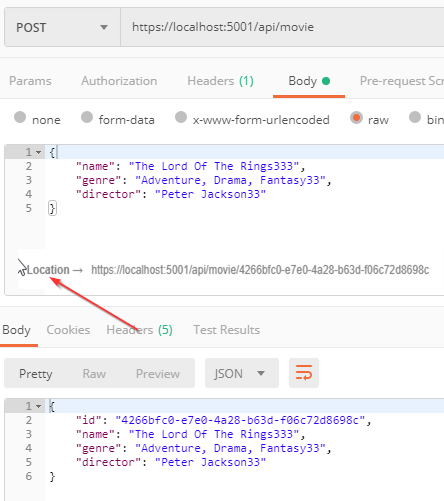 POST https://localhost:5001/api/movie
Params Authorization Headers (1) Body Pre-request Scr
none form-data x-www-form-urlencoded raw bin
1 {
2 "name": "The Lord Of The Rings333",
3 "genre": "Adventure, Drama, Fantasy33",
4 "director": "Peter Jackson33"
5 }
Location → https://localhost:5001/api/movie/4266bfc0-e7e0-4a28-b63d-f06c72d8698c
Body Cookies Headers (5) Test Results
Pretty Raw Preview JSON
1 {
2 "id": "4266bfc0-e7e0-4a28-b63d-f06c72d8698c",
3 "name": "The Lord Of The Rings333",
4 "genre": "Adventure, Drama, Fantasy33",
5 "director": "Peter Jackson33"
6 }